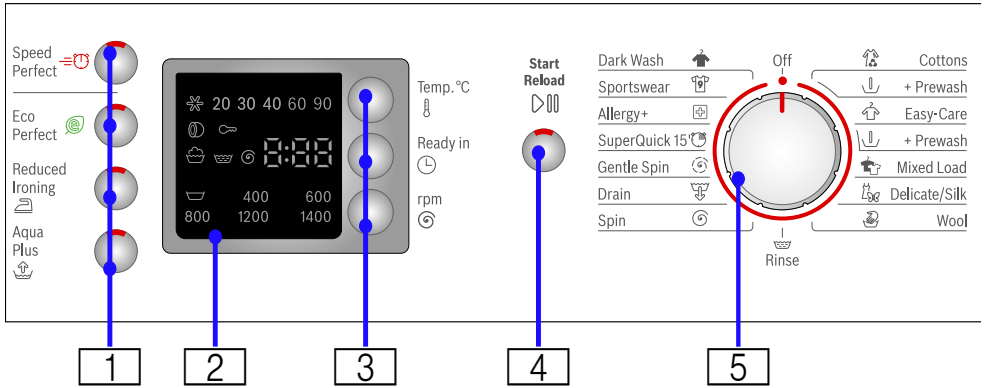 Speed
Perfect
Eco
Perfect
Reduced
Ironing
Aqua
Plus
20 30 40 60 90
8:88
400 600
800 1200 1400
Temp. °C
Ready in
rpm
Start
Reload
Off
Dark Wash
Sportswear
Allergy+
SuperQuick 15'
Gentle Spin
Drain
Spin
Cottons
+ Prewash
Easy-Care
+ Prewash
Mixed Load
Delicate/Silk
Wool
Rinse
1 2 3 4 5